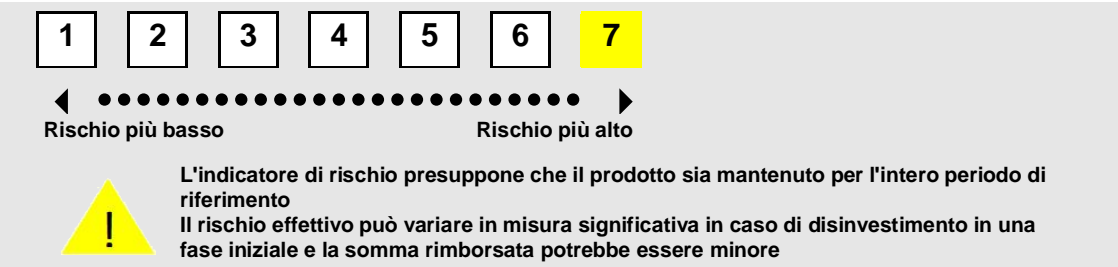 1 2 3 4 5 6 7
Rischio più basso Rischio più alto
L'indicatore di rischio presuppone che il prodotto sia mantenuto per l'intero periodo di
riferimento
Il rischio effettivo può variare in misura significativa in caso di disinvestimento in una
fase iniziale e la somma rimborsata potrebbe essere minore
!